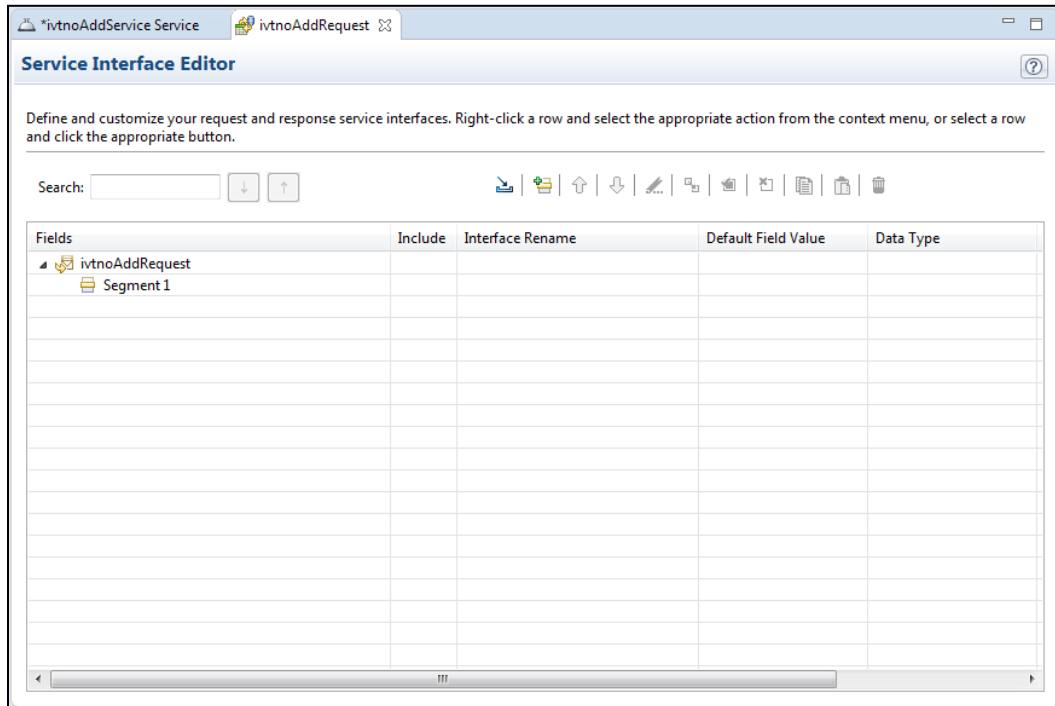 *ivtnoAddService Service ivtnoAddRequest
Service Interface Editor
Define and customize your request and response service interfaces. Right-click a row and select the appropriate action from the context menu, or select a row
and click the appropriate button.
Search:
Fields Include Interface Rename Default Field Value Data Type
ivtnoAddRequest
Segment 1